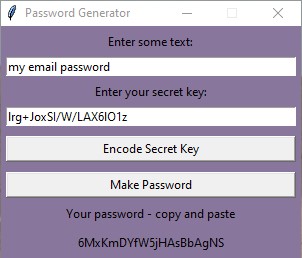 Password Generator
Enter some text:
my email password
Enter your secret key:
lrg+JoxSI/W/LAX6IO1z
Encode Secret Key
Make Password
Your password - copy and paste
6MxKmDYfW5jHAsBbAgNS